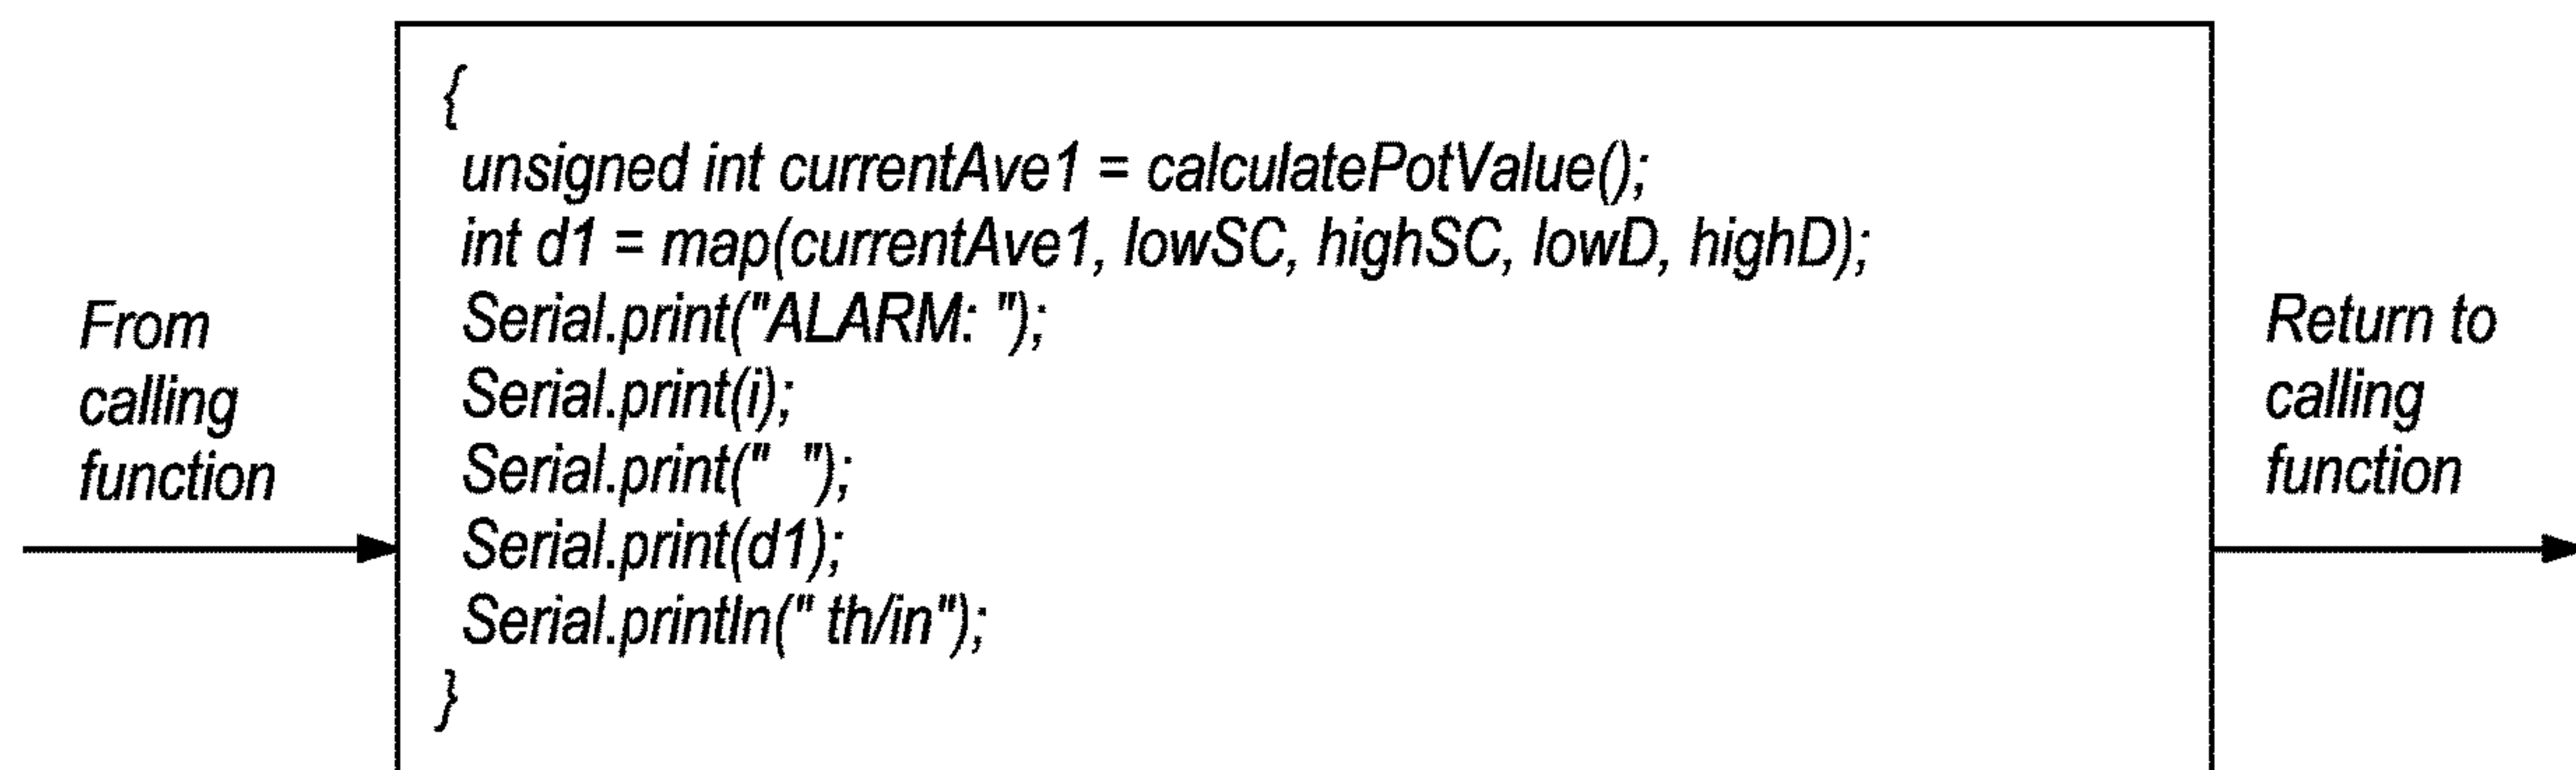 From
calling
function
{
unsigned int currentAve1 = calculatePotValue();
int d1 = map(currentAve1, lowSC, highSC, lowD, highD);
Serial.print("ALARM: ");
Serial.print(i);
Serial.print("  ");
Serial.print(d1);
Serial.println(" th/in");
}
Return to
calling
function